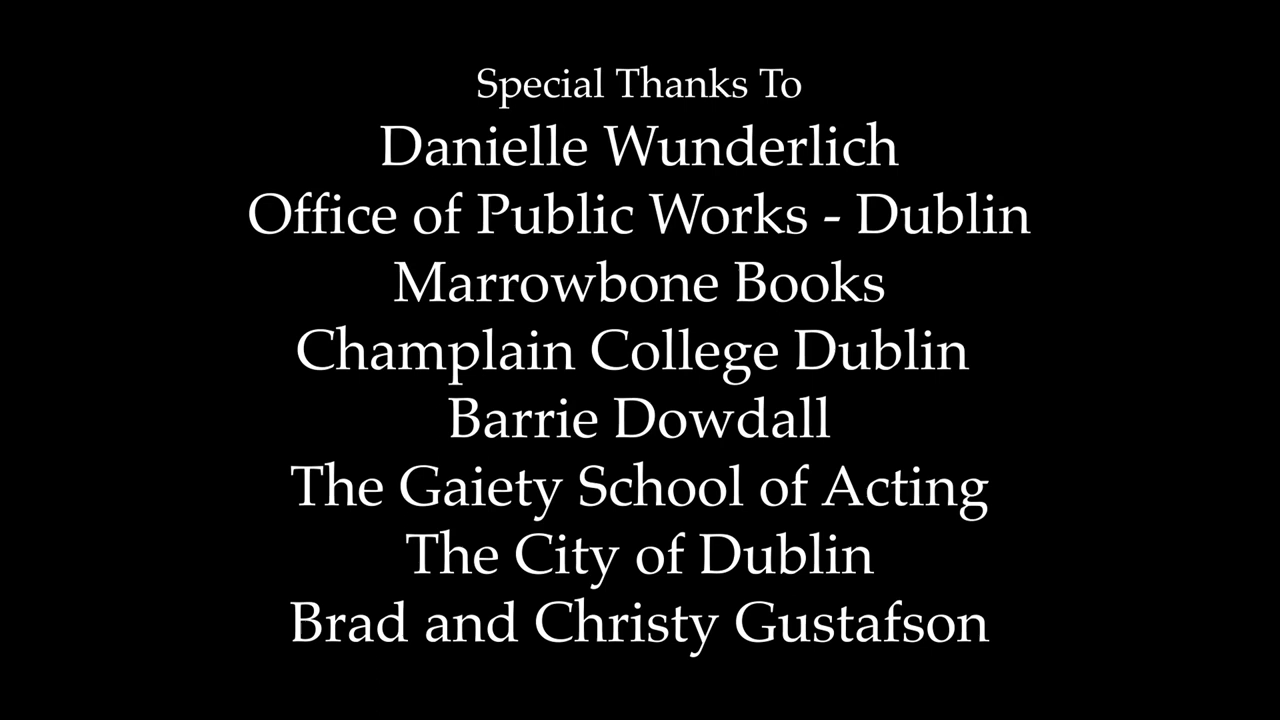 Special Thanks To
Danielle Wunderlich
Office of Public Works - Dublin
Marrowbone Books
Champlain College Dublin
Barrie Dowdall
The Gaiety School of Acting
The City of Dublin
Brad and Christy Gustafson